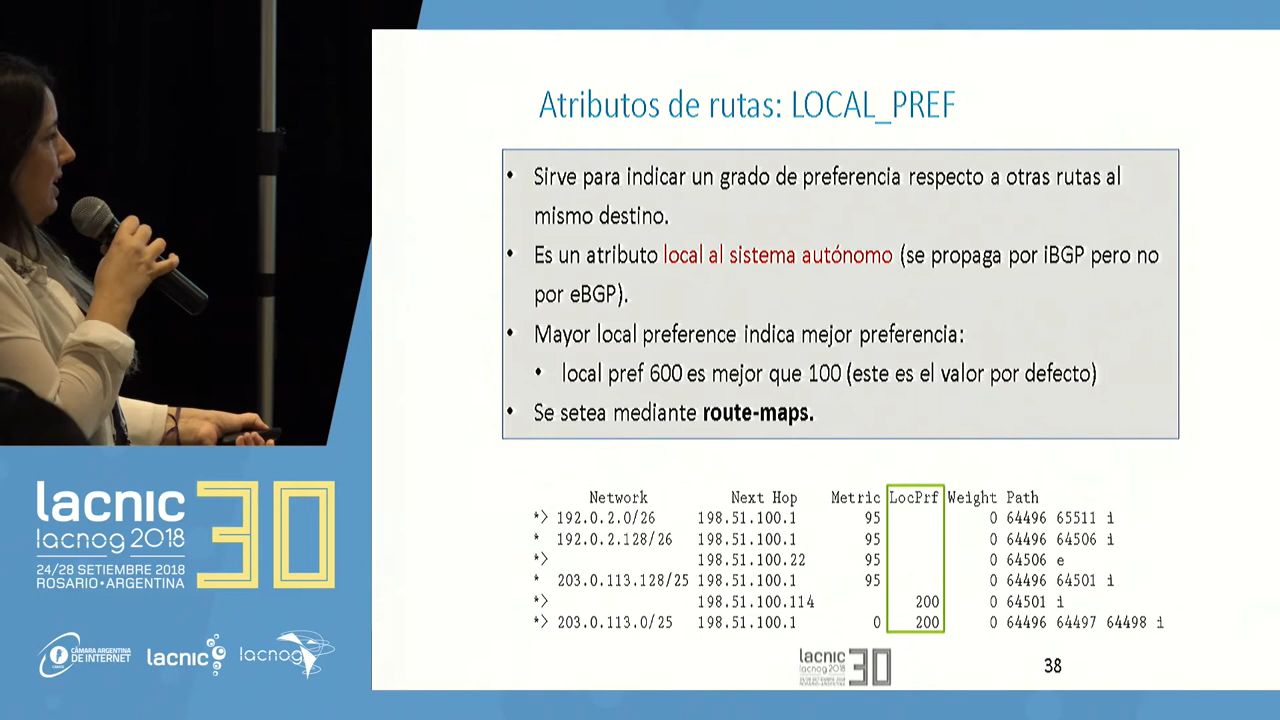 Atributos de rutas: LOCAL_PREF
• Sirve para indicar un grado de preferencia respecto a otras rutas al
mismo destino.
• Es un atributo local al sistema autónomo (se propaga por iBGP pero no
por eBGP).
• Mayor local preference indica mejor preferencia:
• local pref 600 es mejor que 100 (este es el valor por defecto)
• Se setea mediante route-maps.
Network Next Hop Metric LocPrf Weight Path
*> 192.0.2.0/26 198.51.100.1 95 0 64496 65511 i
* 192.0.2.128/26 198.51.100.1 95 0 64496 64506 i
*> 198.51.100.22 95 0 64506 e
* 203.0.113.128/25 198.51.100.1 95 0 64496 64501 i
*> 198.51.100.114 200 0 64501 i
*> 203.0.113.0/25 198.51.100.1 0 200 0 64496 64497 64498 i
lacnic 30
38
lacnic 30
lacnog 2018
24/28 SETIEMBRE 2018
ROSARIO•ARGENTINA
CÁMARA ARGENTINA
DE INTERNET
lacnic
lacnog